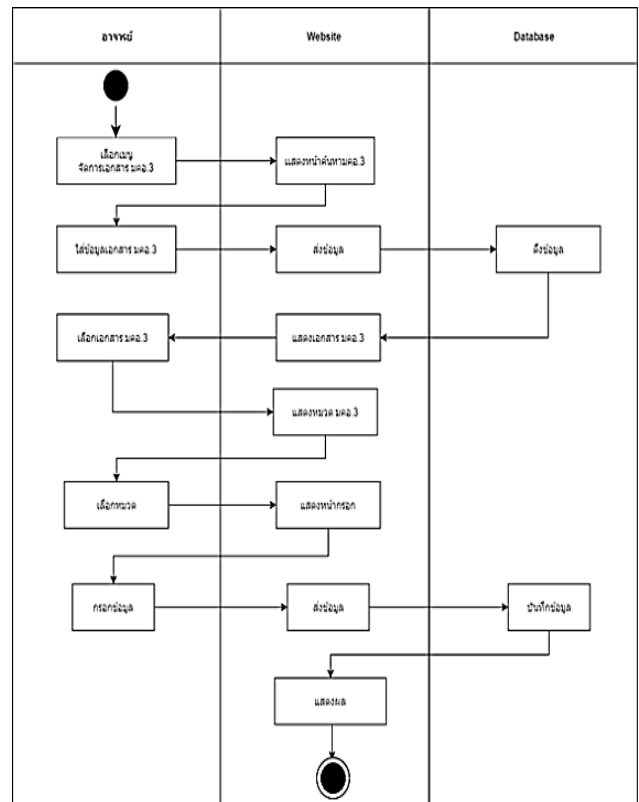 อาจารย์
Website
Database
เลือกเมนู
จัดการเอกสาร มคอ.3
แสดงหน้าค้นหามคอ.3
ใส่ข้อมูลเอกสาร มคอ.3
ส่งข้อมูล
ดึงข้อมูล
เลือกเอกสาร มคอ.3
แสดงเอกสาร มคอ.3
แสดงหมวด มคอ.3
เลือกหมวด
แสดงหน้ากรอก
กรอกข้อมูล
ส่งข้อมูล
บันทึกข้อมูล
แสดงผล